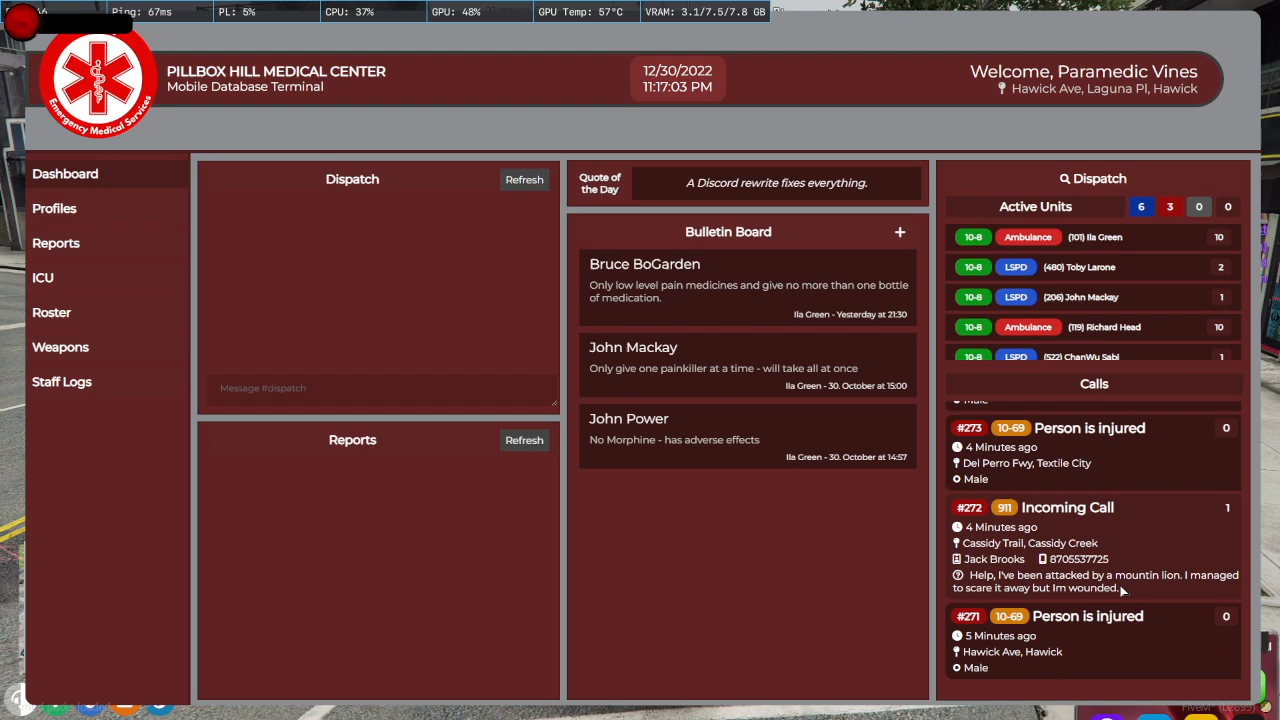 Ping: 67ms
PL: 5%
CPU: 37%
GPU: 48%
GPU Temp: 57°C
VRAM: 3.1/7.5/7.8 GB
Emergency Medical Services
PILLBOX HILL MEDICAL CENTER
Mobile Database Terminal
12/30/2022
11:17:03 PM
Welcome, Paramedic Vines
Hawick Ave, Laguna Pl, Hawick
Dashboard
Profiles
Reports
ICU
Roster
Weapons
Staff Logs
Dispatch
Refresh
Message #dispatch
Reports
Refresh
Quote of
the Day
A Discord rewrite fixes everything.
Bulletin Board
+
Bruce BoGarden
Only low level pain medicines and give no more than one bottle
of medication.
Ila Green - Yesterday at 21:30
John Mackay
Only give one painkiller at a time - will take all at once
Ila Green - 30. October at 15:00
John Power
No Morphine - has adverse effects
Ila Green - 30. October at 14:57
Dispatch
Active Units 6 3 0 0
10-8 Ambulance (101) Ila Green 10
10-8 LSPD (480) Toby Larone 2
10-8 LSPD (206) John Mackay 1
10-8 Ambulance (119) Richard Head 10
10-8 LSPD (522) ChanWu Sabi 1
Calls
Male
#273 10-69 Person is injured 0
4 Minutes ago
Del Perro Fwy, Textile City
Male
#272 911 Incoming Call 1
4 Minutes ago
Cassidy Trail, Cassidy Creek
Jack Brooks 8705537725
Help, I've been attacked by a mountin lion. I managed
to scare it away but Im wounded.
#271 10-69 Person is injured 0
5 Minutes ago
Hawick Ave, Hawick
Male
FiveM